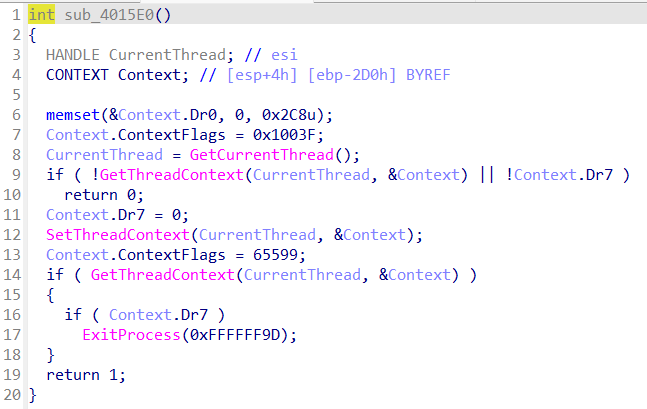 1 int sub_4015E0()
2 {
3 HANDLE CurrentThread; // esi
4 CONTEXT Context; // [esp+4h] [ebp-2D0h] BYREF
5
6 memset(&Context.Dr0, 0, 0x2C8u);
7 Context.ContextFlags = 0x1003F;
8 CurrentThread = GetCurrentThread();
9 if ( !GetThreadContext(CurrentThread, &Context) || !Context.Dr7 )
10 return 0;
11 Context.Dr7 = 0;
12 SetThreadContext(CurrentThread, &Context);
13 Context.ContextFlags = 65599;
14 if ( GetThreadContext(CurrentThread, &Context) )
15 {
16 if ( Context.Dr7 )
17 ExitProcess(0xFFFFFF9D);
18 }
19 return 1;
20 }